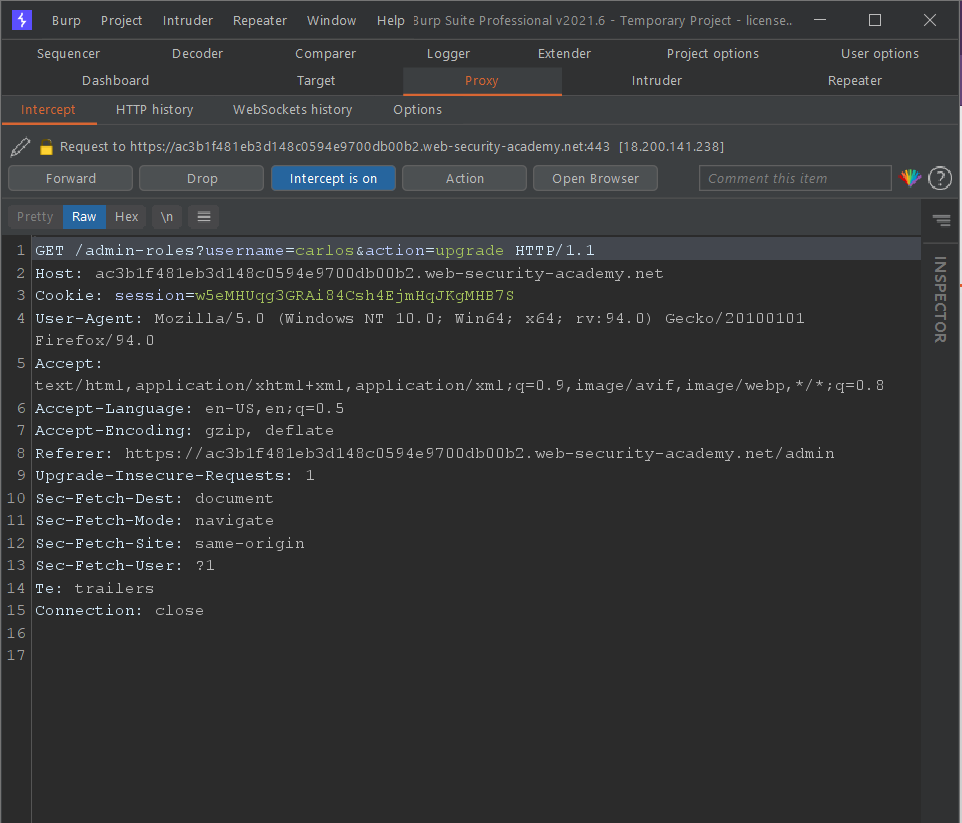 Burp Project Intruder Repeater Window Help Burp Suite Professional v2021.6 - Temporary Project - license..
Sequencer Decoder Comparer Logger Extender Project options User options
Dashboard Target Proxy Intruder Repeater
Intercept HTTP history WebSockets history Options
Request to https://ac3b1f481eb3d148c0594e9700db00b2.web-security-academy.net:443 [18.200.141.238]
Forward Drop Intercept is on Action Open Browser Comment this item ?
Pretty Raw Hex \n
1 GET /admin-roles?username=carlos&action=upgrade HTTP/1.1
2 Host: ac3b1f481eb3d148c0594e9700db00b2.web-security-academy.net
3 Cookie: session=w5eMHUqg3GRAi84Csh4EjmHqJKgMHB7S
4 User-Agent: Mozilla/5.0 (Windows NT 10.0; Win64; x64; rv:94.0) Gecko/20100101
Firefox/94.0
5 Accept:
text/html,application/xhtml+xml,application/xml;q=0.9,image/avif,image/webp,*/*;q=0.8
6 Accept-Language: en-US,en;q=0.5
7 Accept-Encoding: gzip, deflate
8 Referer: https://ac3b1f481eb3d148c0594e9700db00b2.web-security-academy.net/admin
9 Upgrade-Insecure-Requests: 1
10 Sec-Fetch-Dest: document
11 Sec-Fetch-Mode: navigate
12 Sec-Fetch-Site: same-origin
13 Sec-Fetch-User: ?1
14 Te: trailers
15 Connection: close
16
17
INSPECTOR